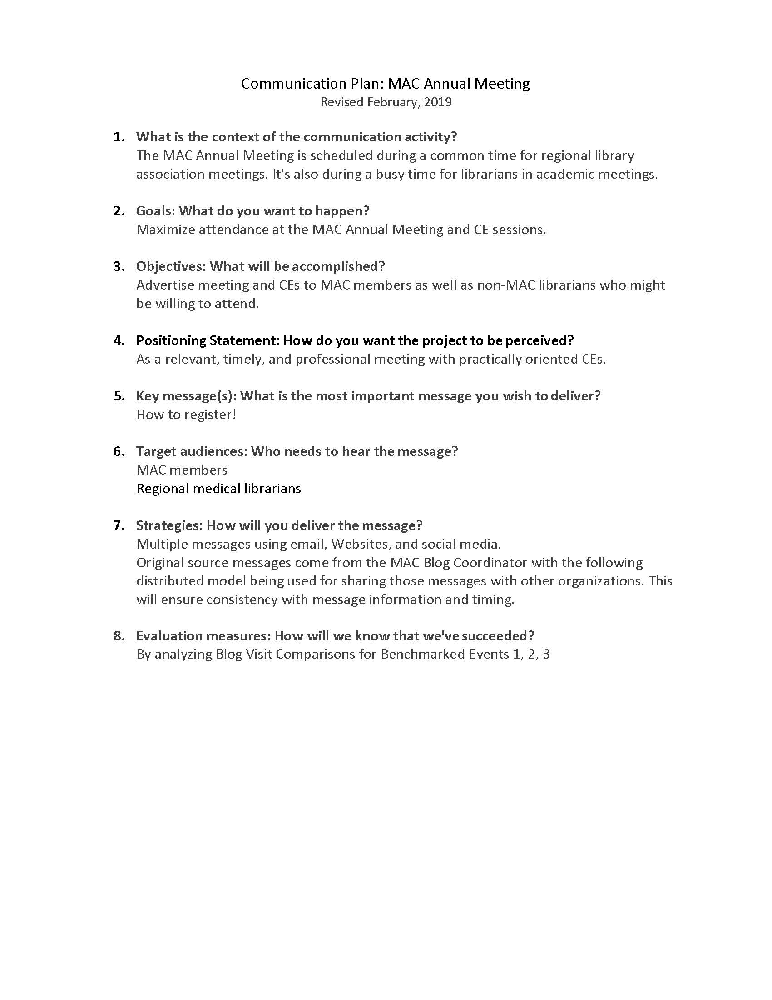 Communication Plan: MAC Annual Meeting
Revised February, 2019
1. What is the context of the communication activity?
The MAC Annual Meeting is scheduled during a common time for regional library
association meetings. It's also during a busy time for librarians in academic meetings.
2. Goals: What do you want to happen?
Maximize attendance at the MAC Annual Meeting and CE sessions.
3. Objectives: What will be accomplished?
Advertise meeting and CEs to MAC members as well as non-MAC librarians who might
be willing to attend.
4. Positioning Statement: How do you want the project to be perceived?
As a relevant, timely, and professional meeting with practically oriented CEs.
5. Key message(s): What is the most important message you wish to deliver?
How to register!
6. Target audiences: Who needs to hear the message?
MAC members
Regional medical librarians
7. Strategies: How will you deliver the message?
Multiple messages using email, Websites, and social media.
Original source messages come from the MAC Blog Coordinator with the following
distributed model being used for sharing those messages with other organizations. This
will ensure consistency with message information and timing.
8. Evaluation measures: How will we know that we've succeeded?
By analyzing Blog Visit Comparisons for Benchmarked Events 1, 2, 3